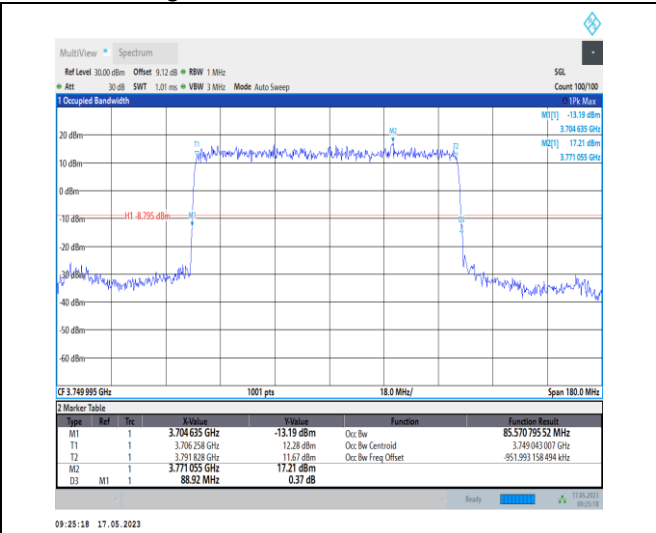 MultiView Spectrum
Ref Level 30.00 dBm Offset 9.12 dB RBW 1 MHz SGL
Att 30 dB SWT 1.01 ms VBW 3 MHz Mode Auto Sweep Count 100/100
1 Occupied Bandwidth 1Pk Max
M1[1] -13.19 dBm
3.704 635 GHz
M2[1] 17.21 dBm
3.771 055 GHz
M2
T1
T2
20 dBm
10 dBm
0 dBm
H1 -8.795 dBm
M1
-10 dBm
D3
-20 dBm
-30 dBm
-40 dBm
-50 dBm
-60 dBm
CF 3.749 995 GHz 1001 pts 18.0 MHz/ Span 180.0 MHz
2 Marker Table
Type Ref Trc X-Value Y-Value Function Function Result
M1 1 3.704 635 GHz -13.19 dBm Occ Bw 85.570 795 52 MHz
T1 1 3.706 258 GHz 12.28 dBm Occ Bw Centroid 3.749 043 007 GHz
T2 1 3.791 828 GHz 11.67 dBm Occ Bw Freq Offset -951.993 158 494 kHz
M2 1 3.771 055 GHz 17.21 dBm
D3 M1 1 88.92 MHz 0.37 dB
Ready 17.05.2023
09:25:18
09:25:18 17.05.2023